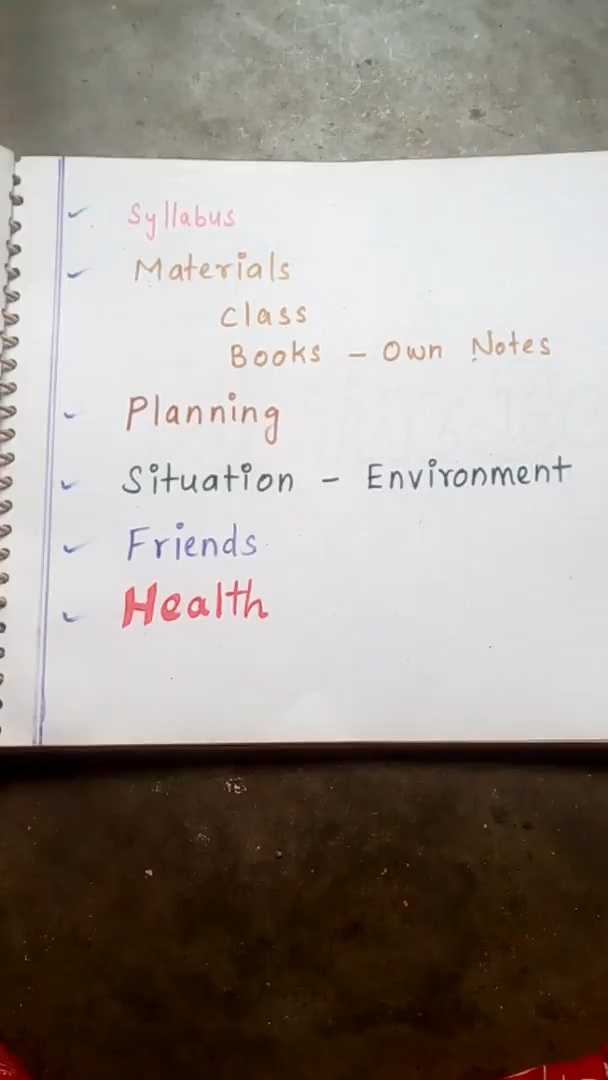 Syllabus
Materials
Class
Books - Own Notes
Planning
Situation - Environment
Friends
Health